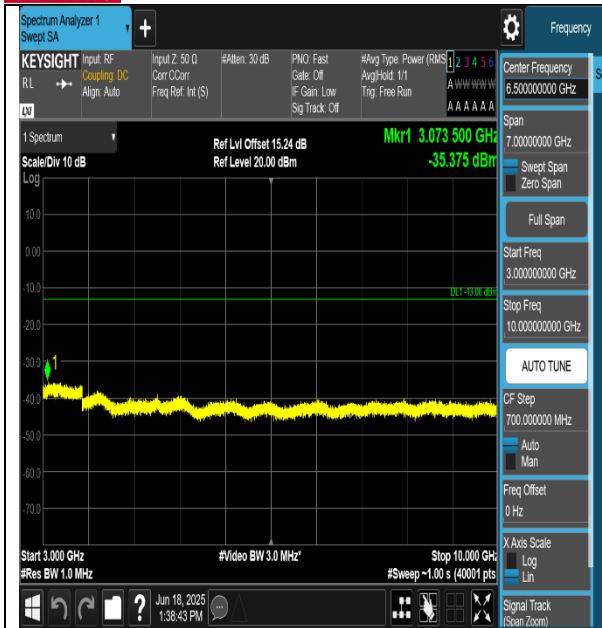 Spectrum Analyzer 1
Swept SA
Frequency
KEYSIGHT
RL
LXI
Input: RF
Coupling: DC
Align: Auto
Input Z: 50 Ω
Corr CCorr
Freq Ref: Int (S)
#Atten: 30 dB
PNO: Fast
Gate: Off
IF Gain: Low
Sig Track: Off
#Avg Type: Power (RMS
Avg|Hold: 1/1
Trig: Free Run
1 2 3 4 5 6
A W W W W W
A A A A A A
1 Spectrum
Scale/Div 10 dB
Log
Ref Lvl Offset 15.24 dB
Ref Level 20.00 dBm
Mkr1 3.073 500 GHz
-35.375 dBm
10.0
0.00
-10.0
DL1 -13.00 dBm
-20.0
-30.0
1
-40.0
-50.0
-60.0
-70.0
Start 3.000 GHz
#Video BW 3.0 MHz*
Stop 10.000 GHz
#Res BW 1.0 MHz
#Sweep ~1.00 s (40001 pts
Jun 18, 2025
1:38:43 PM
Center Frequency
6.500000000 GHz
S
Span
7.00000000 GHz
Swept Span
Zero Span
Full Span
Start Freq
3.000000000 GHz
Stop Freq
10.000000000 GHz
AUTO TUNE
CF Step
700.000000 MHz
Auto
Man
Freq Offset
0 Hz
X Axis Scale
Log
Lin
Signal Track
(Span Zoom)